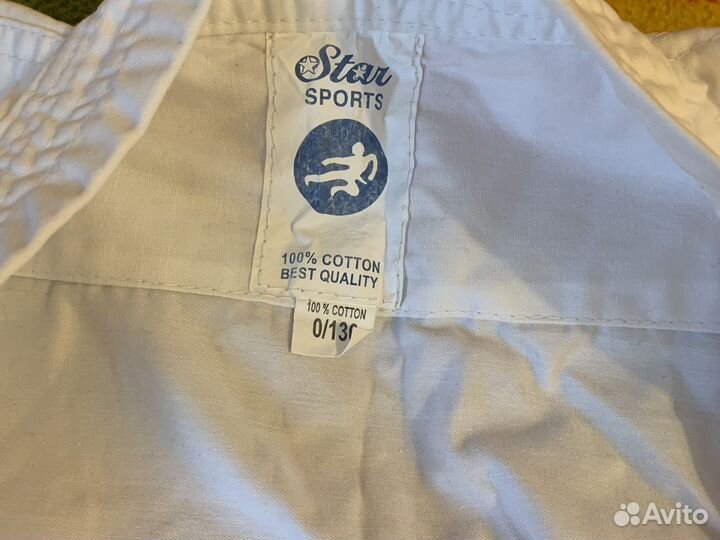 Star
SPORTS
100% COTTON
BEST QUALITY
100 % COTTON
0/130
Avito